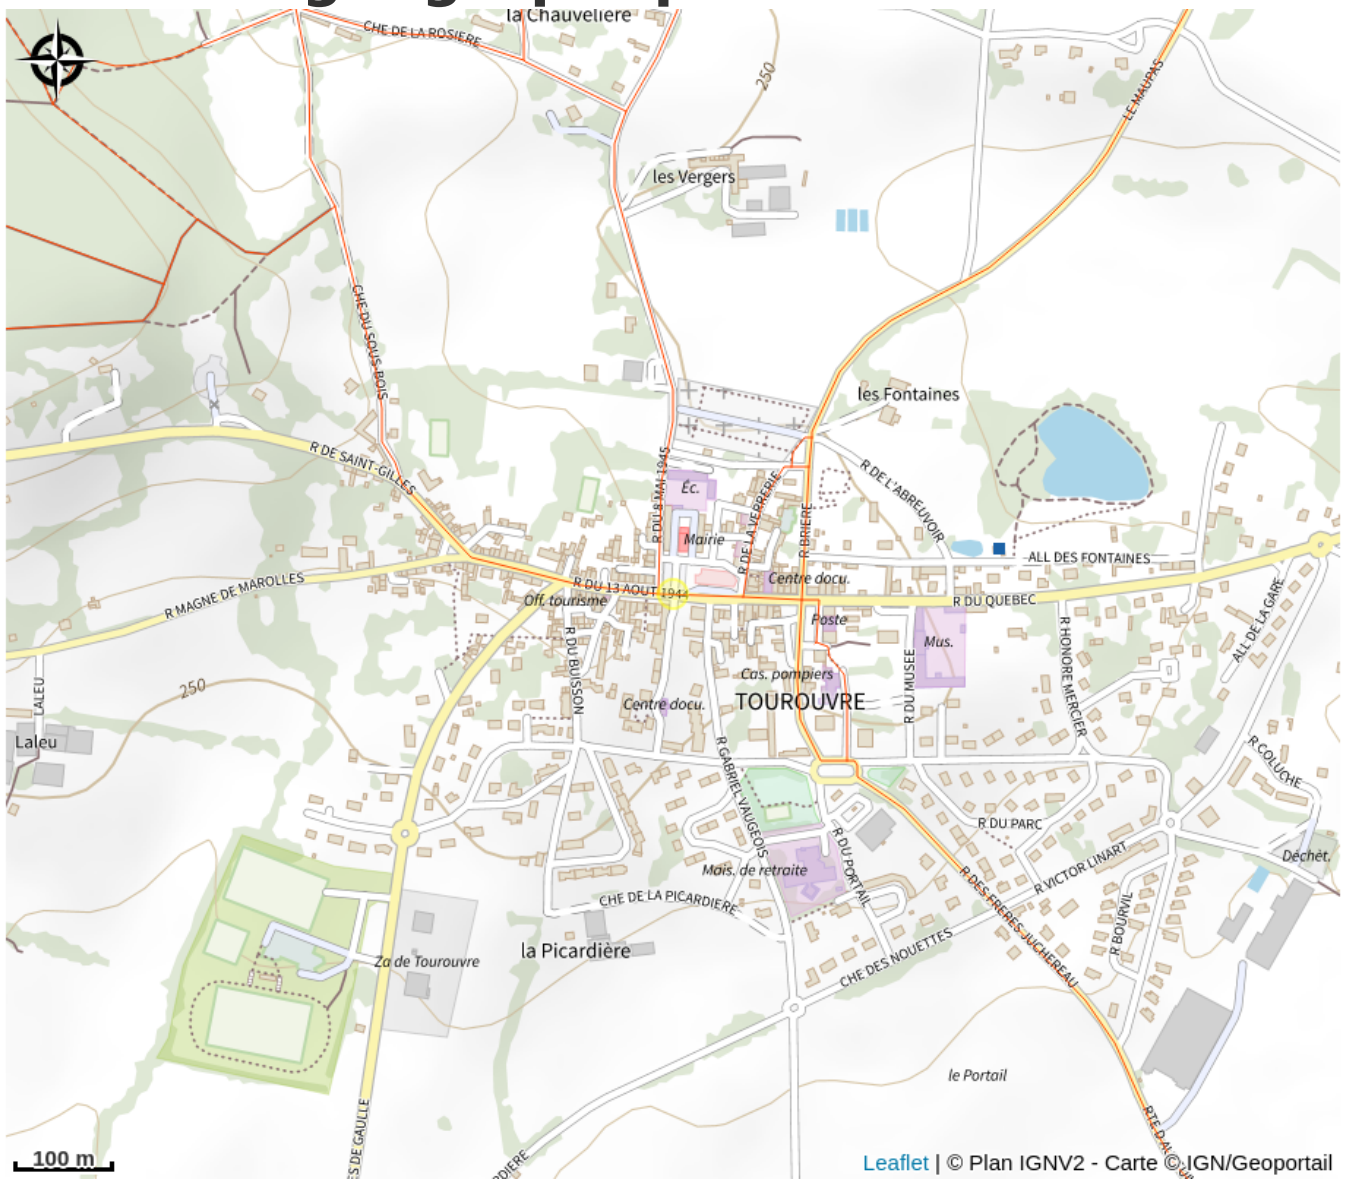 la Chauvelière
CHE DE LA ROSIERE
250
LE MAUPAS
les Vergers
CHE DU SOUS-BOIS
les Fontaines
R DE SAINT-GILLES
R DU 8 MAI 1945
Éc.
R DE LA VERRERIE
R BRIERE
R DE L'ABREUVOIR
Mairie
ALL DES FONTAINES
R MAGNE DE MAROLLES
R DU 13 AOUT 1944
Centre docu.
Off. tourisme
R DU QUEBEC
Poste
R DU BUISSON
Mus.
R HONORE MERCIER
ALL DE LA GARE
Cas. pompiers
R DU MUSEE
250
LALEU
Centre docu.
TOUROUVRE
Laleu
R GABRIEL VAUGEOIS
R COLUCHE
R DU PARC
R DU PORTAIL
Déchèt.
Mais. de retraite
R VICTOR LINART
R DES FRERES JUCHEREAU
CHE DE LA PICARDIERE
R BOURVIL
la Picardière
CHE DES NOUETTES
Za de Tourouvre
le Portail
100 m
Leaflet | © Plan IGNV2 - Carte © IGN/Geoportail